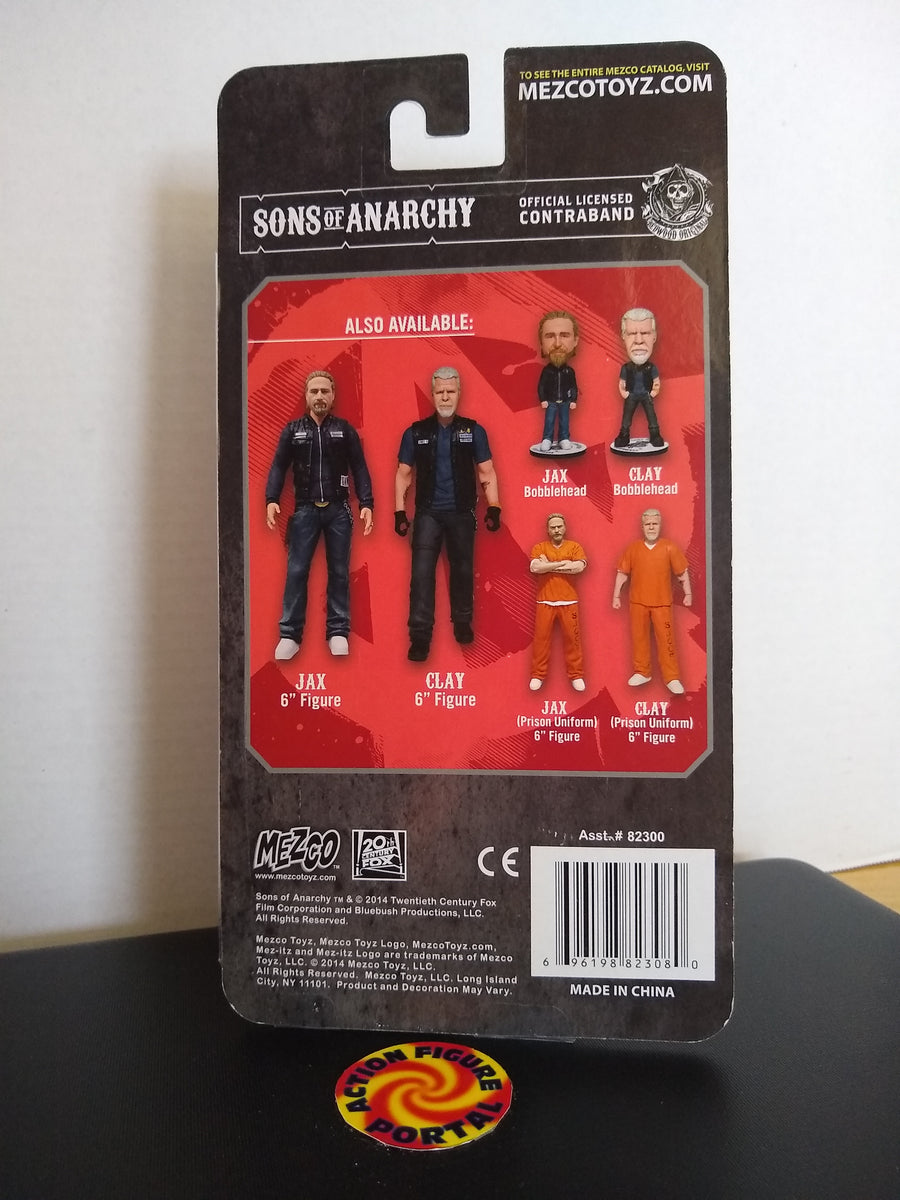 TO SEE THE ENTIRE MEZCO CATALOG, VISIT
MEZCOTOYZ.COM
SONS OF ANARCHY
OFFICIAL LICENSED
CONTRABAND
REDWOOD ORIGINAL
ALSO AVAILABLE:
JAX
Bobblehead
CLAY
Bobblehead
JAX
6” Figure
CLAY
6” Figure
JAX
(Prison Uniform)
6” Figure
CLAY
(Prison Uniform)
6” Figure
MEZCO™
www.mezcotoyz.com
20th
CENTURY
FOX
CE
Asst. # 82300
Sons of Anarchy ™ & © 2014 Twentieth Century Fox
Film Corporation and Bluebush Productions, LLC.
All Rights Reserved.
Mezco Toyz, Mezco Toyz Logo, MezcoToyz.com,
Mez-itz and Mez-itz Logo are trademarks of Mezco
Toyz, LLC. © 2014 Mezco Toyz, LLC.
All Rights Reserved. Mezco Toyz, LLC. Long Island
City, NY 11101. Product and Decoration May Vary.
6 96198 82308 0
MADE IN CHINA
ACTION FIGURE
PORTAL